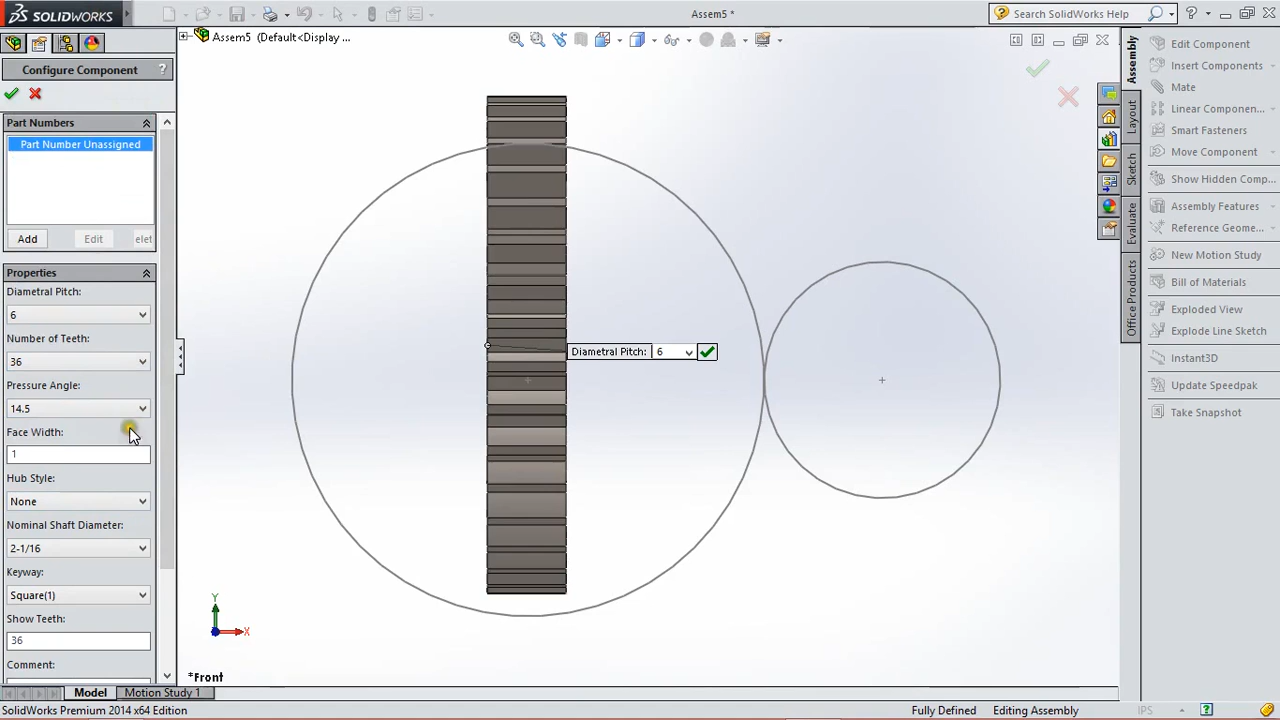 SOLIDWORKS
Assem5 *
Search SolidWorks Help
Assem5 (Default<Display ...
Configure Component
?
Part Numbers
Part Number Unassigned
Add
Edit
elet
Properties
Diametral Pitch:
6
Number of Teeth:
36
Pressure Angle:
14.5
Face Width:
1
Hub Style:
None
Nominal Shaft Diameter:
2-1/16
Keyway:
Square(1)
Show Teeth:
36
Comment:
Diametral Pitch: 6
Y
X
*Front
Assembly
Layout
Sketch
Evaluate
Office Products
Edit Component
Insert Components
Mate
Linear Componen...
Smart Fasteners
Move Component
Show Hidden Comp...
Assembly Features
Reference Geome...
New Motion Study
Bill of Materials
Exploded View
Explode Line Sketch
Instant3D
Update Speedpak
Take Snapshot
Model
Motion Study 1
SolidWorks Premium 2014 x64 Edition
Fully Defined
Editing Assembly
IPS